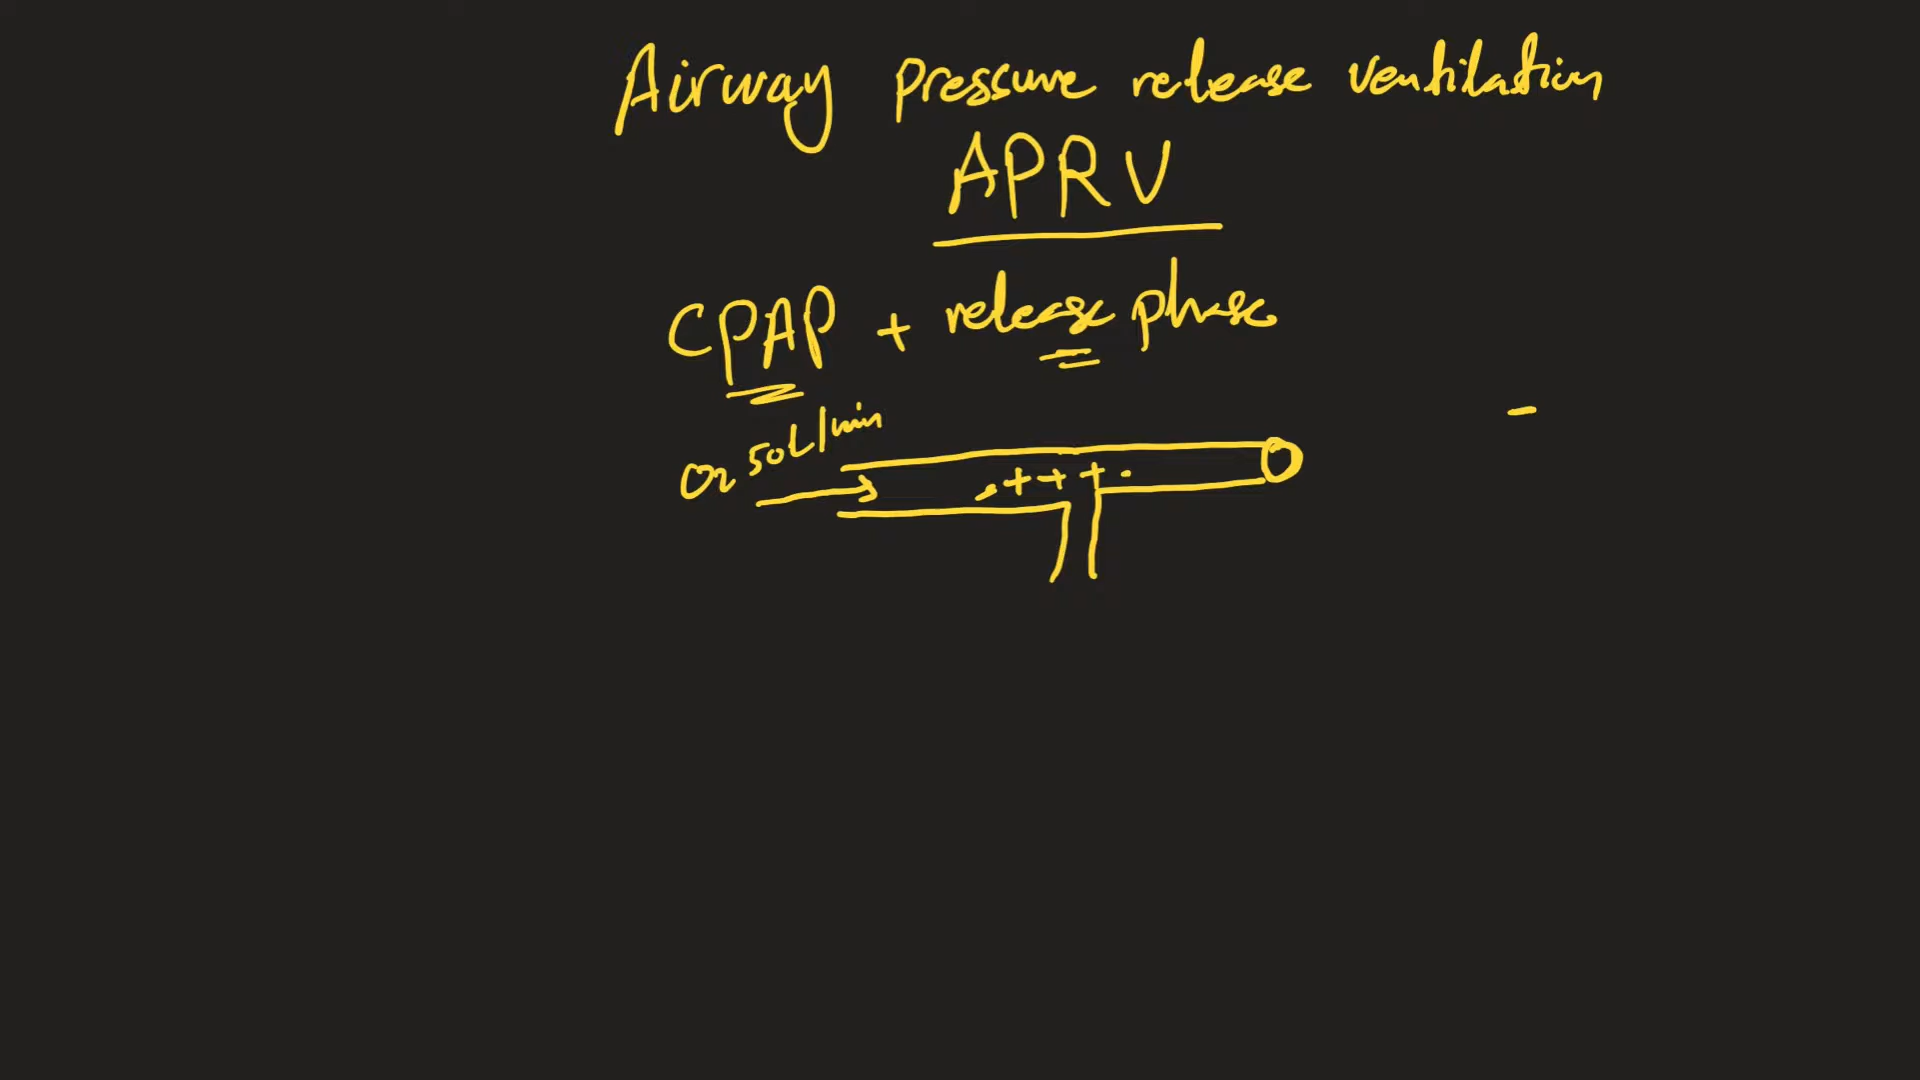 Airway pressure release ventilation
APRV
CPAP + release phase
O2 50L/min
+ + +